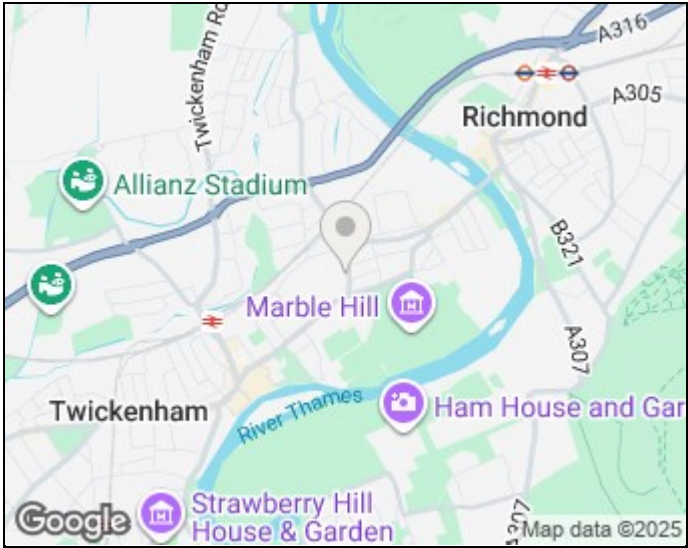 A316
Twickenham Ro
Richmond
A305
Allianz Stadium
B321
Marble Hill
A307
Twickenham
River Thames
Ham House and Gar
Strawberry Hill
House & Garden
A307
Google
Map data ©2025